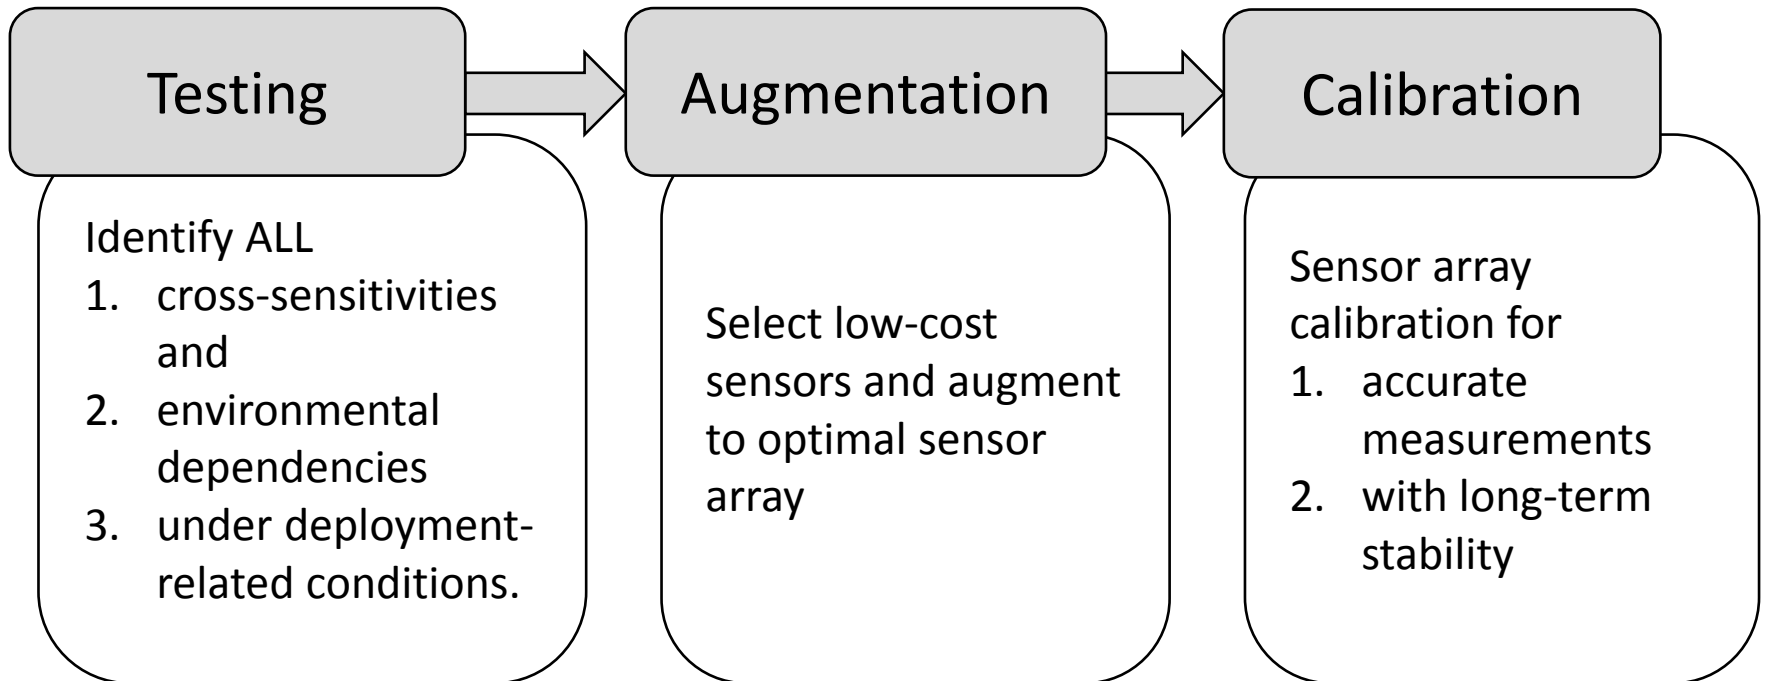 Testing
Augmentation
Calibration
Identify ALL
1. cross-sensitivities
and
2. environmental
dependencies
3. under deployment-
related conditions.
Select low-cost
sensors and augment
to optimal sensor
array
Sensor array
calibration for
1. accurate
measurements
2. with long-term
stability